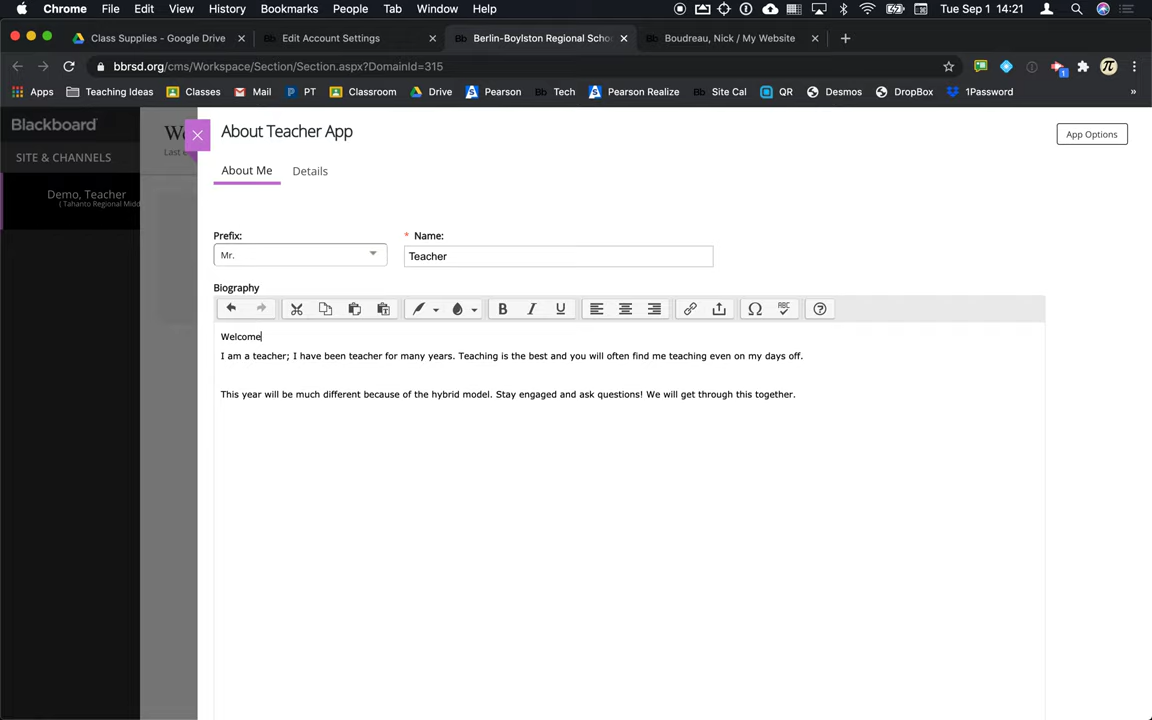 Chrome File Edit View History Bookmarks People Tab Window Help Tue Sep 1 14:21
Class Supplies - Google Drive Edit Account Settings Berlin-Boylston Regional Scho Boudreau, Nick / My Website
bbrsd.org/cms/Workspace/Section/Section.aspx?DomainId=315
Apps Teaching Ideas Classes Mail PT Classroom Drive Pearson Tech Pearson Realize Site Cal QR Desmos DropBox 1Password »
Blackboard
SITE & CHANNELS
Demo, Teacher
( Tahanto Regional Midd
We
Last e
About Teacher App
App Options
About Me Details
Prefix: * Name:
Mr. Teacher
Biography
B I U Ω ABC ?
Welcome
I am a teacher; I have been teacher for many years. Teaching is the best and you will often find me teaching even on my days off.
This year will be much different because of the hybrid model. Stay engaged and ask questions! We will get through this together.